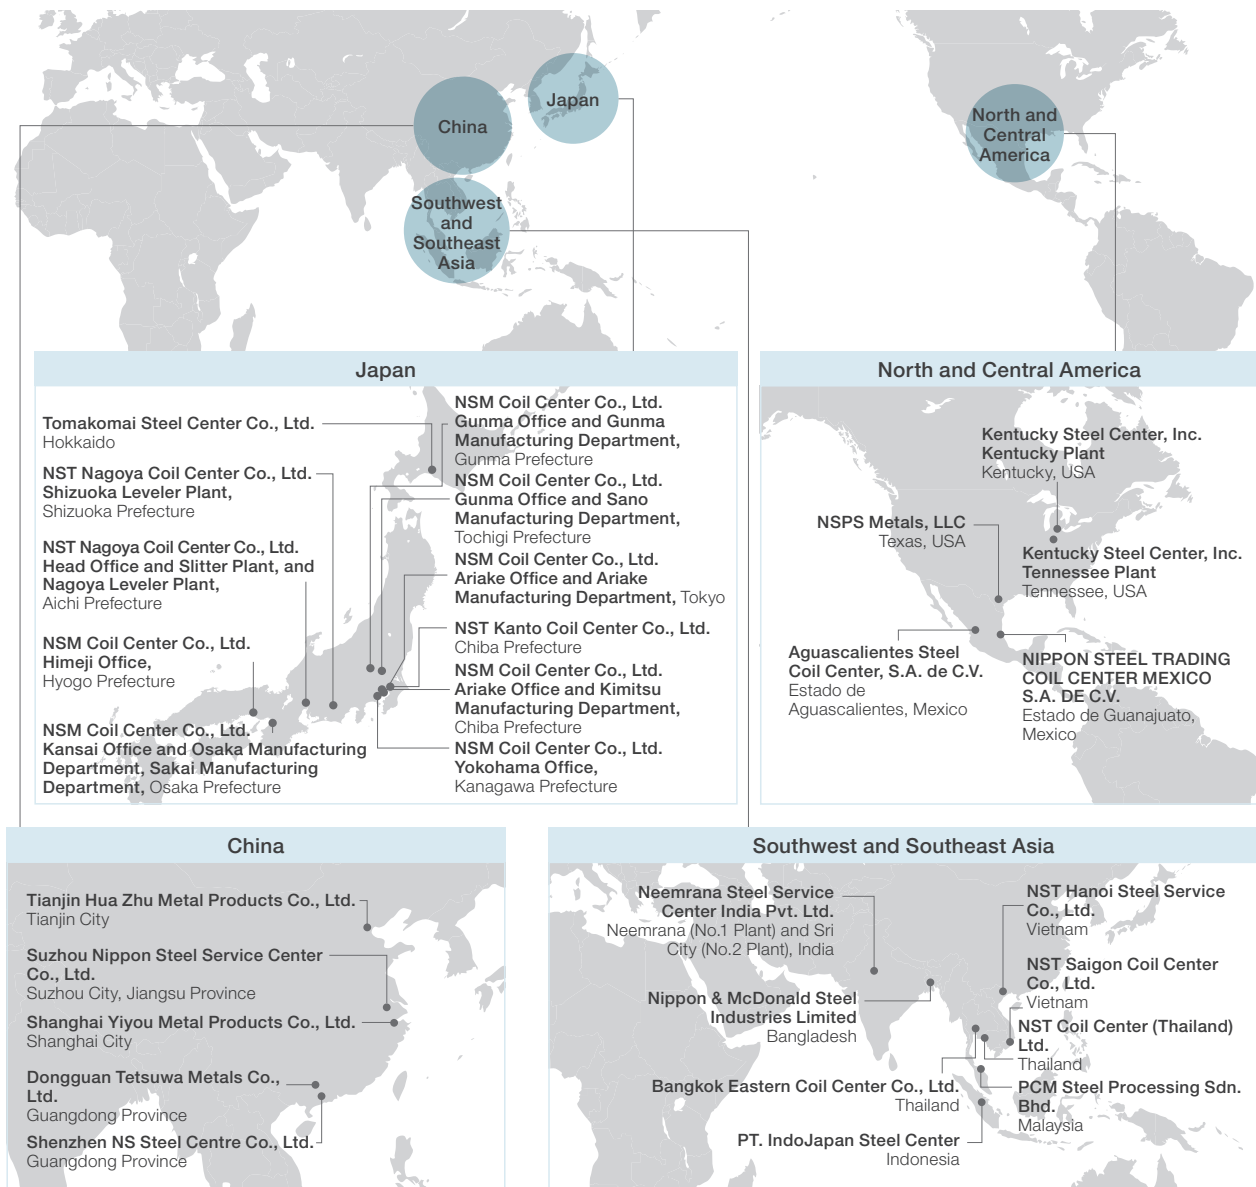 China
Japan
Southwest
and
Southeast
Asia
North and
Central
America
Japan
Tomakomai Steel Center Co., Ltd.
Hokkaido
NST Nagoya Coil Center Co., Ltd.
Shizuoka Leveler Plant,
Shizuoka Prefecture
NST Nagoya Coil Center Co., Ltd.
Head Office and Slitter Plant, and
Nagoya Leveler Plant,
Aichi Prefecture
NSM Coil Center Co., Ltd.
Himeji Office,
Hyogo Prefecture
NSM Coil Center Co., Ltd.
Kansai Office and Osaka Manufacturing
Department, Sakai Manufacturing
Department, Osaka Prefecture
NSM Coil Center Co., Ltd.
Gunma Office and Gunma
Manufacturing Department,
Gunma Prefecture
NSM Coil Center Co., Ltd.
Gunma Office and Sano
Manufacturing Department,
Tochigi Prefecture
NSM Coil Center Co., Ltd.
Ariake Office and Ariake
Manufacturing Department, Tokyo
NST Kanto Coil Center Co., Ltd.
Chiba Prefecture
NSM Coil Center Co., Ltd.
Ariake Office and Kimitsu
Manufacturing Department,
Chiba Prefecture
NSM Coil Center Co., Ltd.
Yokohama Office,
Kanagawa Prefecture
North and Central America
Kentucky Steel Center, Inc.
Kentucky Plant
Kentucky, USA
NSPS Metals, LLC
Texas, USA
Kentucky Steel Center, Inc.
Tennessee Plant
Tennessee, USA
Aguascalientes Steel
Coil Center, S.A. de C.V.
Estado de
Aguascalientes, Mexico
NIPPON STEEL TRADING
COIL CENTER MEXICO
S.A. DE C.V.
Estado de Guanajuato,
Mexico
China
Tianjin Hua Zhu Metal Products Co., Ltd.
Tianjin City
Suzhou Nippon Steel Service Center
Co., Ltd.
Suzhou City, Jiangsu Province
Shanghai Yiyou Metal Products Co., Ltd.
Shanghai City
Dongguan Tetsuwa Metals Co.,
Ltd.
Guangdong Province
Shenzhen NS Steel Centre Co., Ltd.
Guangdong Province
Southwest and Southeast Asia
Neemrana Steel Service
Center India Pvt. Ltd.
Neemrana (No.1 Plant) and Sri
City (No.2 Plant), India
Nippon & McDonald Steel
Industries Limited
Bangladesh
Bangkok Eastern Coil Center Co., Ltd.
Thailand
PT. IndoJapan Steel Center
Indonesia
NST Hanoi Steel Service
Co., Ltd.
Vietnam
NST Saigon Coil Center
Co., Ltd.
Vietnam
NST Coil Center (Thailand)
Ltd.
Thailand
PCM Steel Processing Sdn.
Bhd.
Malaysia